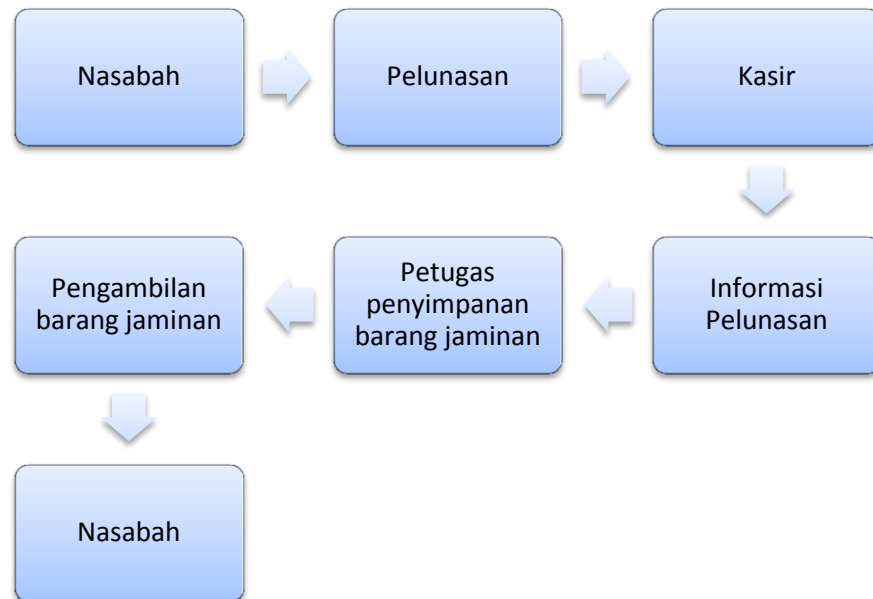 Nasabah
Pelunasan
Kasir
Informasi
Pelunasan
Petugas
penyimpanan
barang jaminan
Pengambilan
barang jaminan
Nasabah